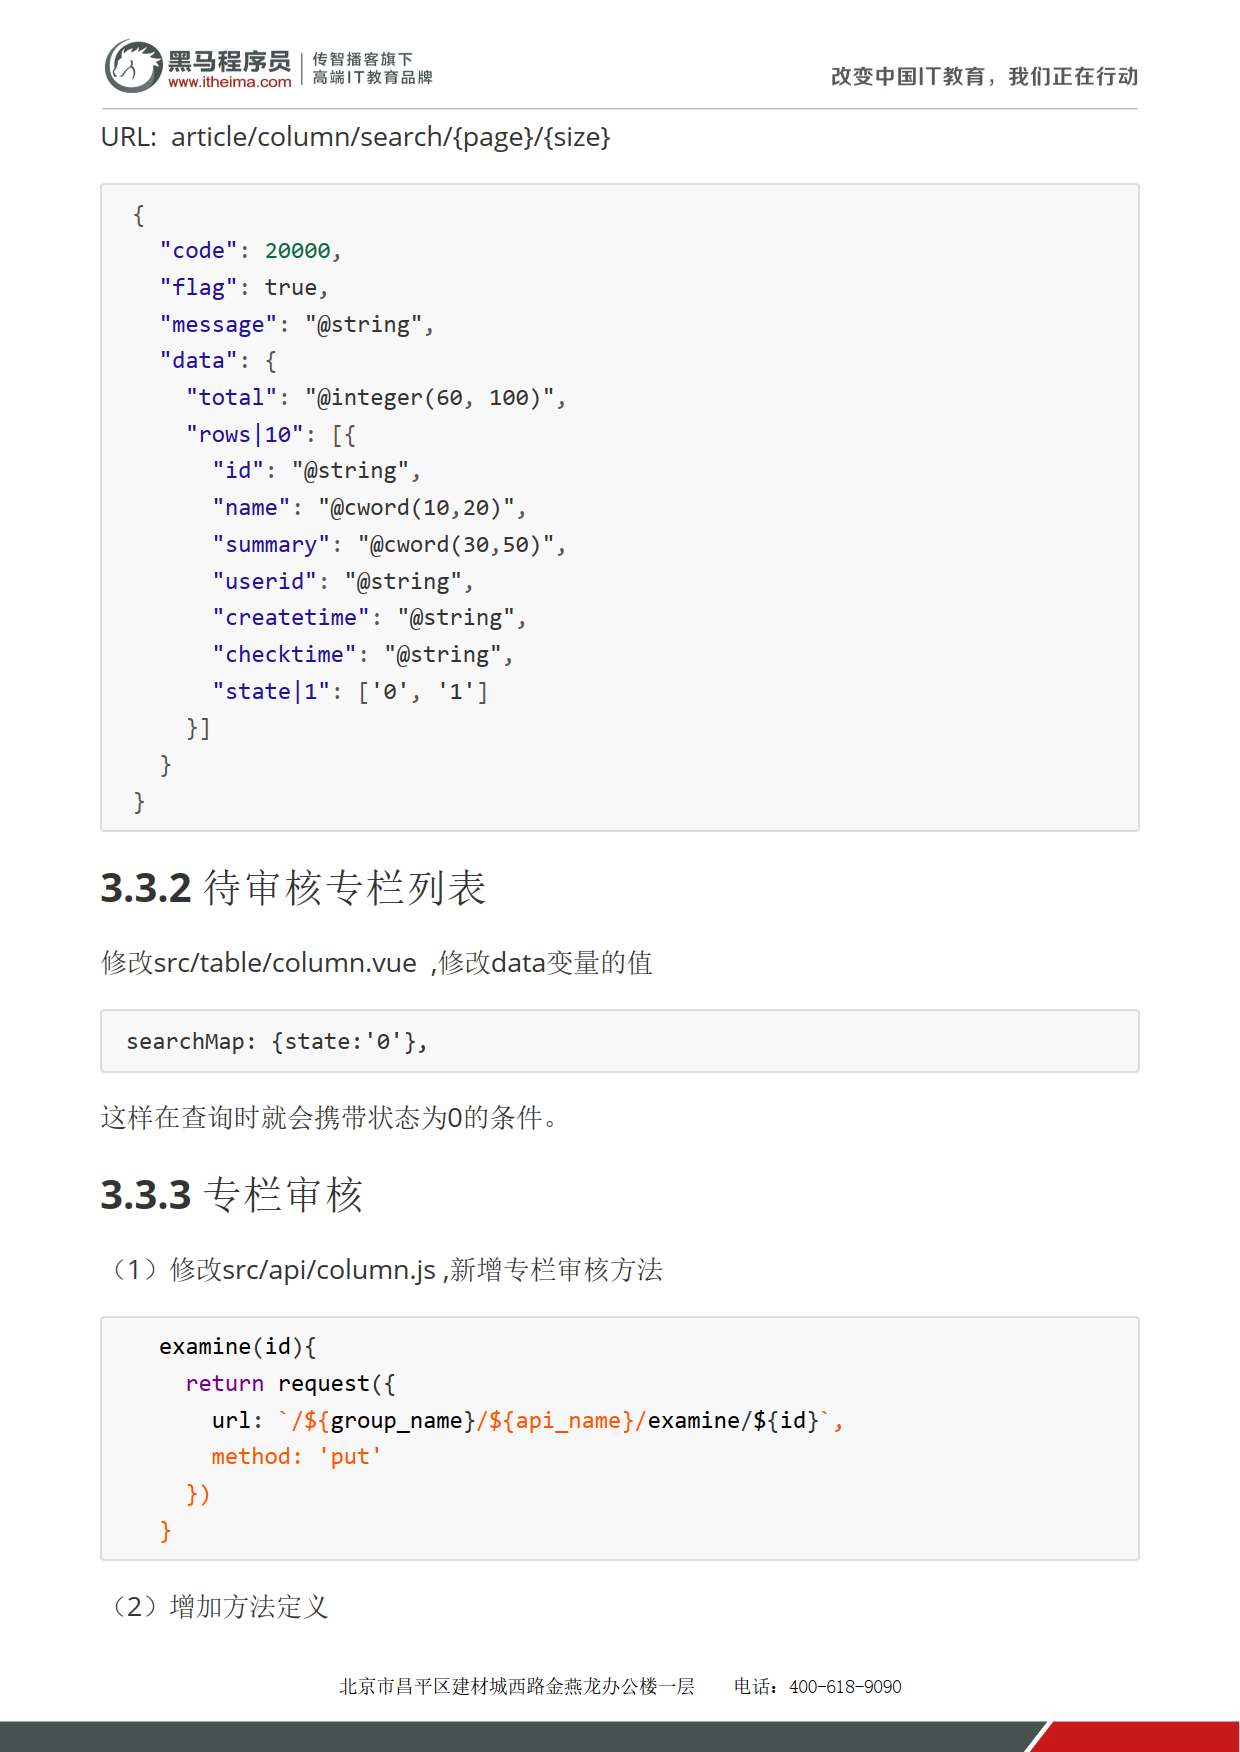 黑马程序员
www.itheima.com
传智播客旗下
高端IT教育品牌
改变中国IT教育，我们正在行动
URL: article/column/search/{page}/{size}
{
  "code": 20000,
  "flag": true,
  "message": "@string",
  "data": {
    "total": "@integer(60, 100)",
    "rows|10": [{
      "id": "@string",
      "name": "@cword(10,20)",
      "summary": "@cword(30,50)",
      "userid": "@string",
      "createtime": "@string",
      "checktime": "@string",
      "state|1": ['0', '1']
    }]
  }
}
3.3.2 待审核专栏列表
修改src/table/column.vue ,修改data变量的值
searchMap: {state:'0'},
这样在查询时就会携带状态为0的条件。
3.3.3 专栏审核
（1）修改src/api/column.js ,新增专栏审核方法
  examine(id){
    return request({
      url: `/${group_name}/${api_name}/examine/${id}`,
      method: 'put'
    })
  }
（2）增加方法定义
北京市昌平区建材城西路金燕龙办公楼一层 电话：400-618-9090